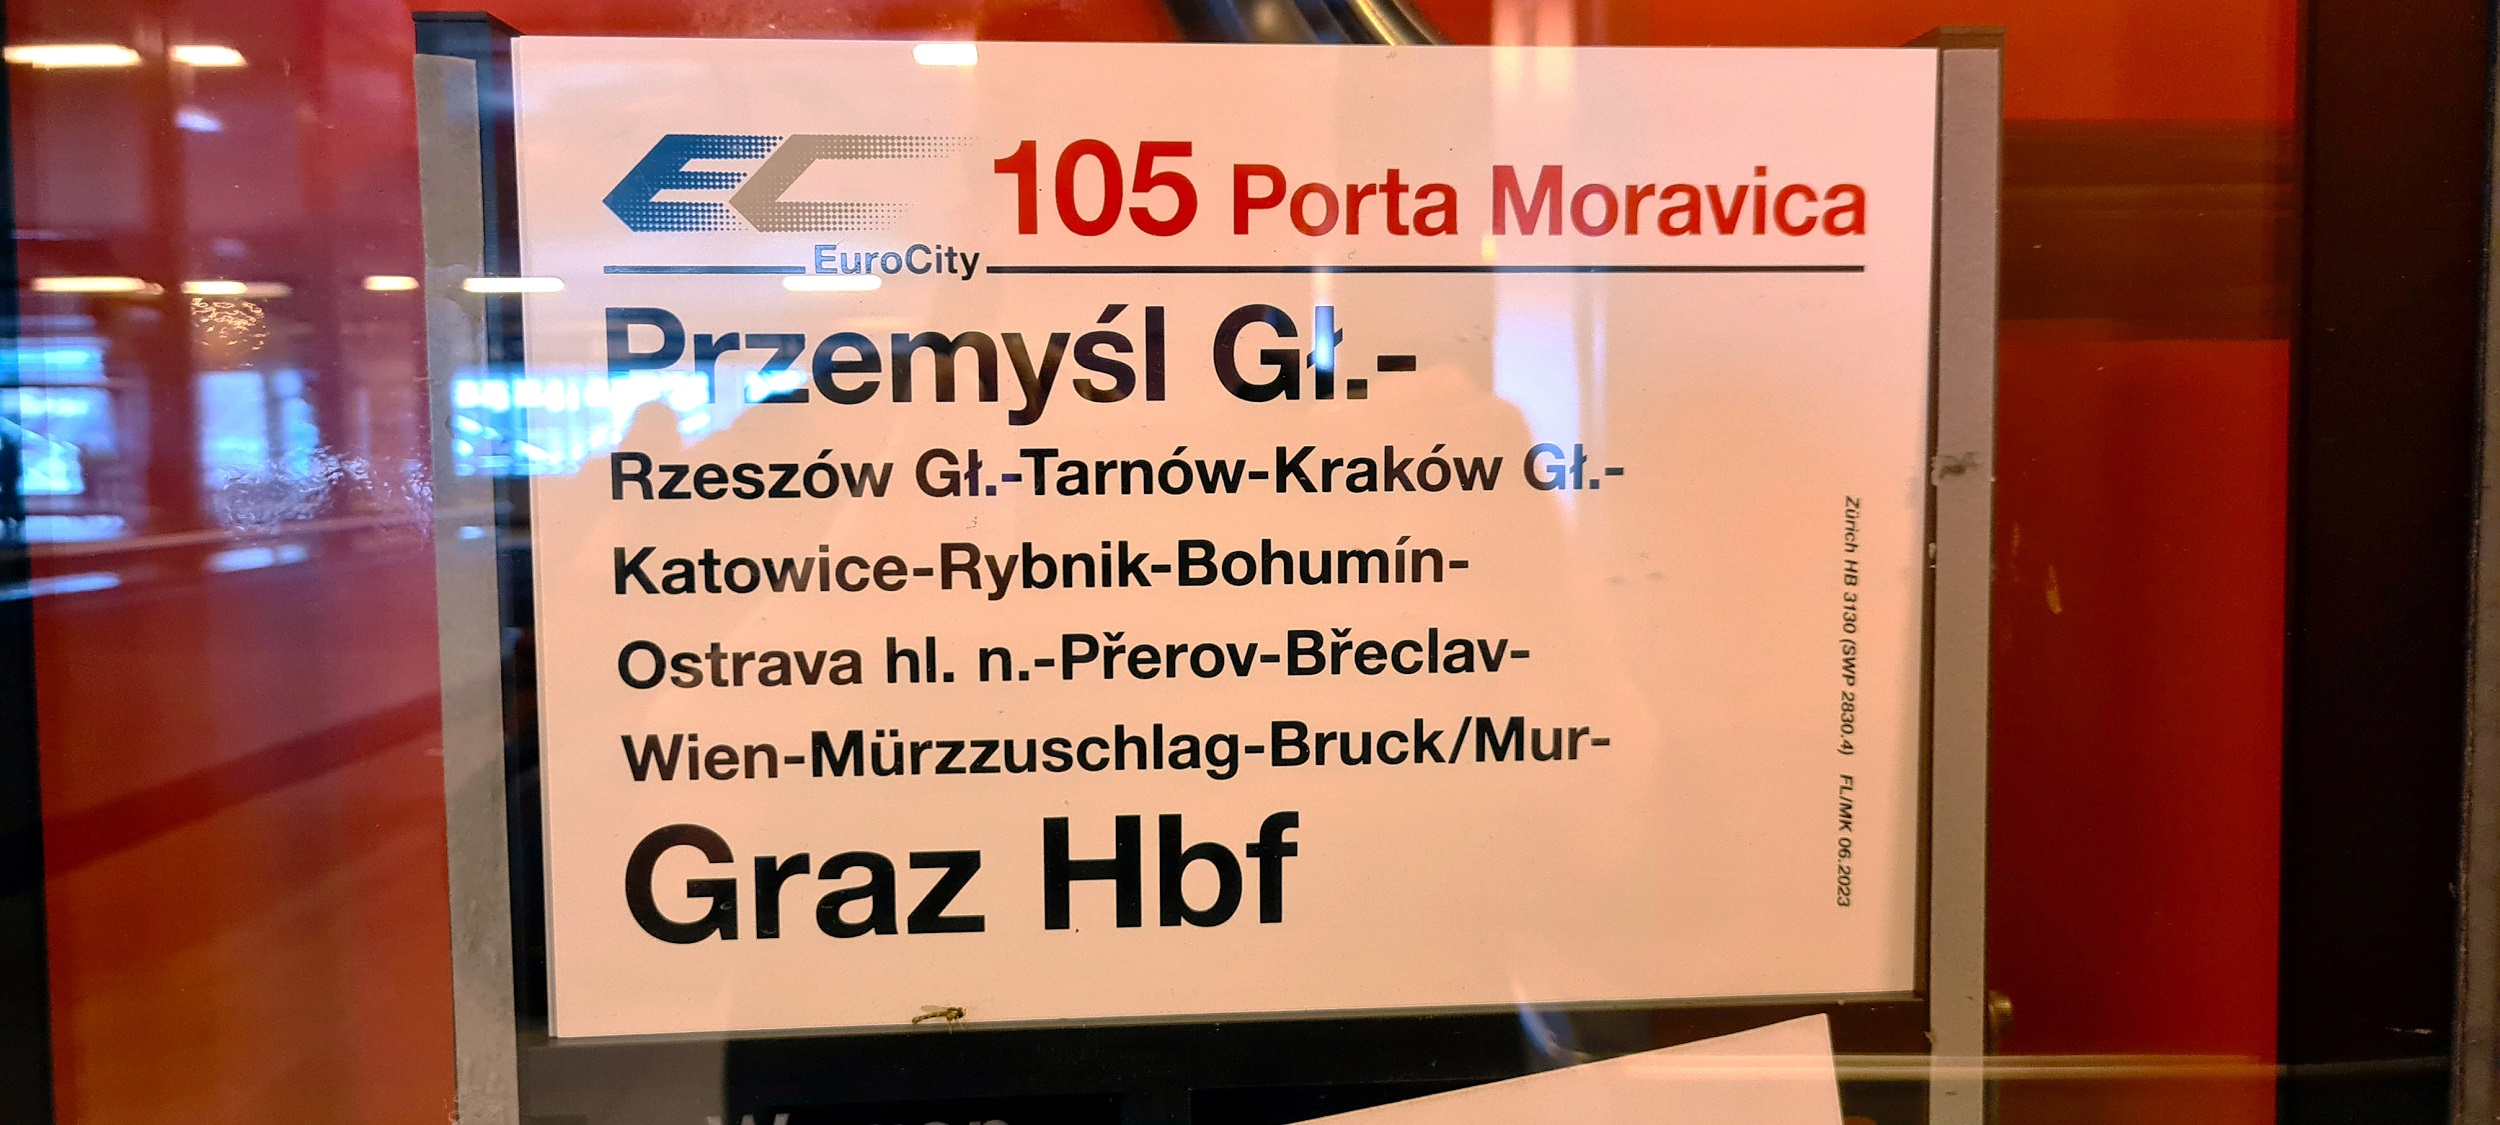 EC 105 Porta Moravica
EuroCity
Przemyśl Gł.-
Rzeszów Gł.-Tarnów-Kraków Gł.-
Katowice-Rybnik-Bohumín-
Ostrava hl. n.-Přerov-Břeclav-
Wien-Mürzzuschlag-Bruck/Mur-
Graz Hbf
Zürich HB 3130 (SWP 2830.4) FL/MK 06.2023